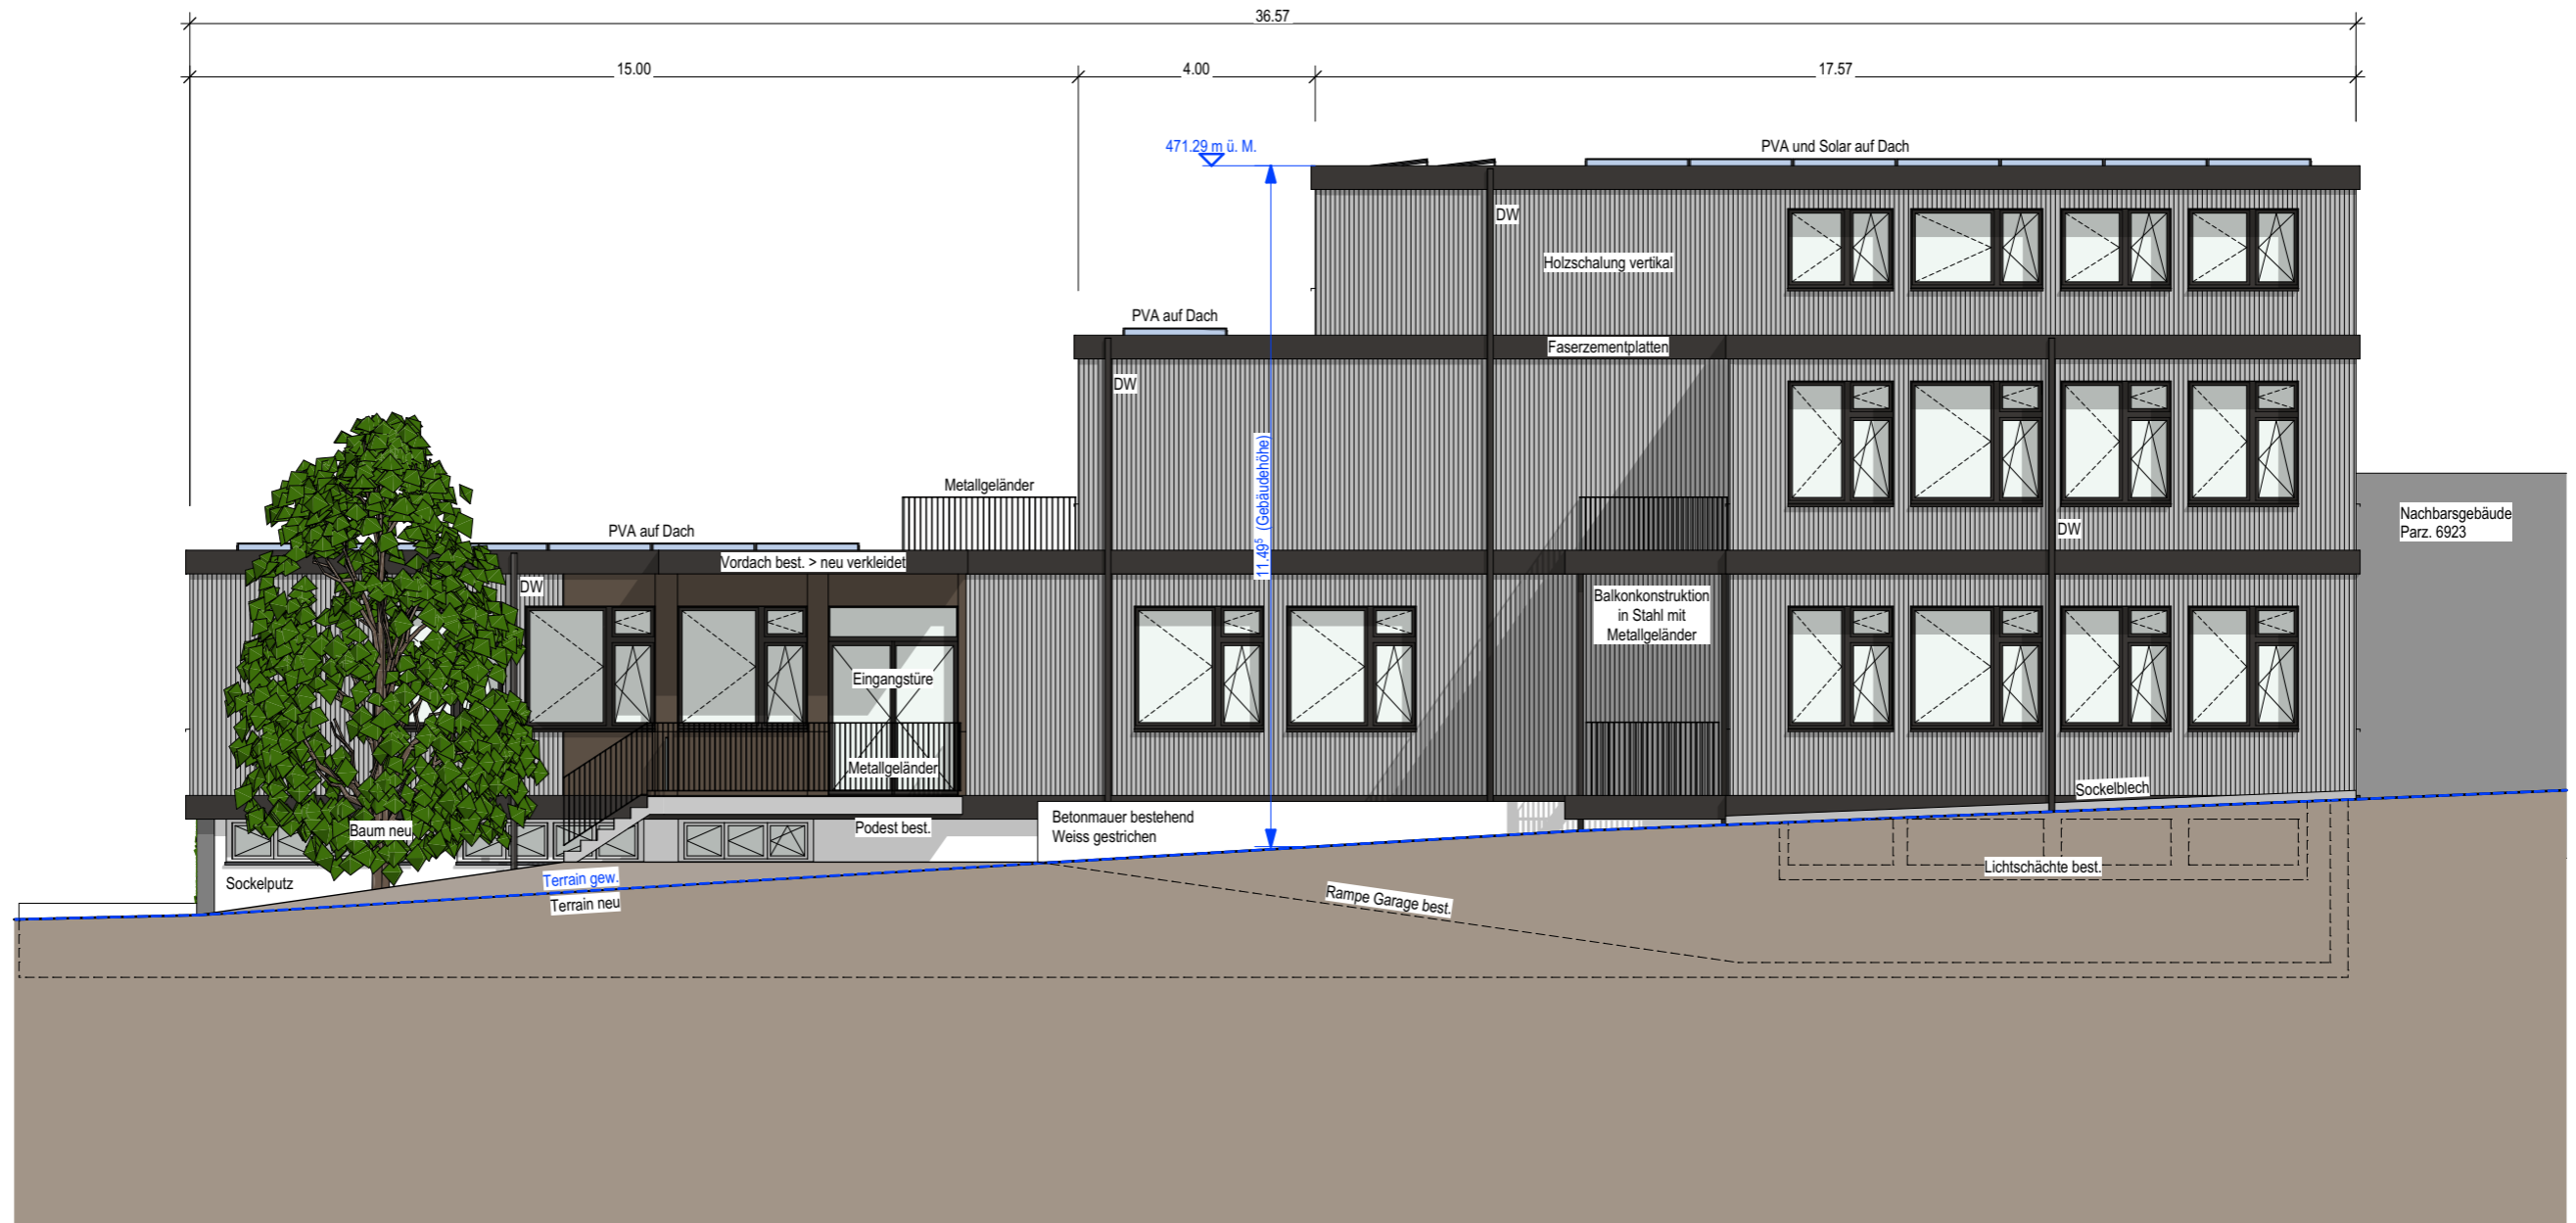 36.57
15.00
4.00
17.57
471.29 m ü. M.
PVA und Solar auf Dach
DW
Holzschalung vertikal
PVA auf Dach
Faserzementplatten
DW
11.49⁵ (Gebäudehöhe)
Metallgeländer
Nachbarsgebäude
Parz. 6923
PVA auf Dach
DW
Vordach best. > neu verkleidet
DW
Balkonkonstruktion
in Stahl mit
Metallgeländer
Eingangstüre
Metallgeländer
Sockelblech
Betonmauer bestehend
Weiss gestrichen
Baum neu
Podest best.
Lichtschächte best.
Sockelputz
Terrain gew.
Terrain neu
Rampe Garage best.